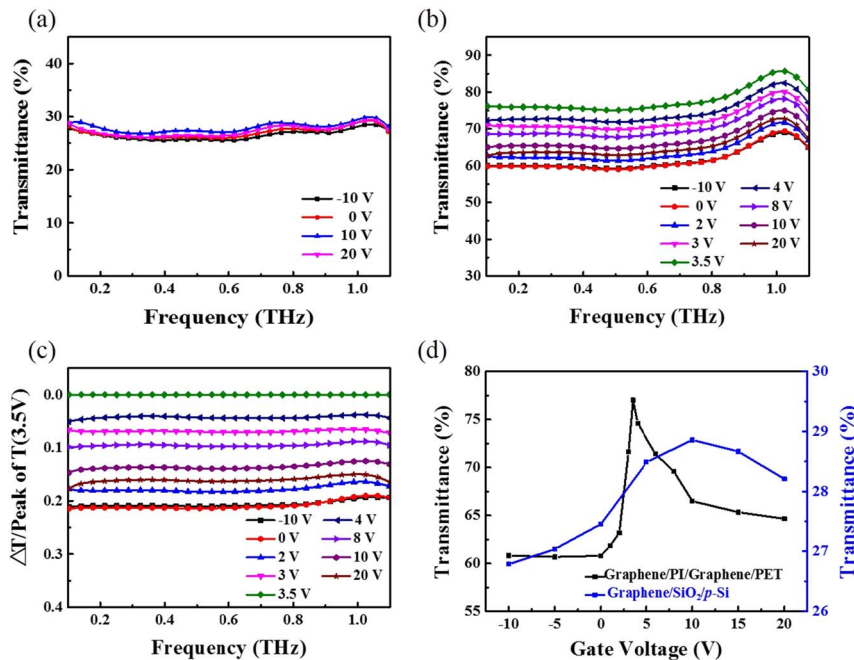 (a)
Transmittance (%)
40
30
20
10
0
-10 V
0 V
10 V
20 V
0.2 0.4 0.6 0.8 1.0
Frequency (THz)
(b)
Transmittance (%)
90
80
70
60
50
40
30
-10 V 4 V
0 V 8 V
2 V 10 V
3 V 20 V
3.5 V
0.2 0.4 0.6 0.8 1.0
Frequency (THz)
(c)
ΔT/Peak of T(3.5V)
0.0
0.1
0.2
0.3
0.4
-10 V 4 V
0 V 8 V
2 V 10 V
3 V 20 V
3.5 V
0.2 0.4 0.6 0.8 1.0
Frequency (THz)
(d)
Transmittance (%)
80
75
70
65
60
55
Graphene/PI/Graphene/PET
Graphene/SiO₂/p-Si
-10 -5 0 5 10 15 20
Gate Voltage (V)
30
29
28
27
26
Transmittance (%)